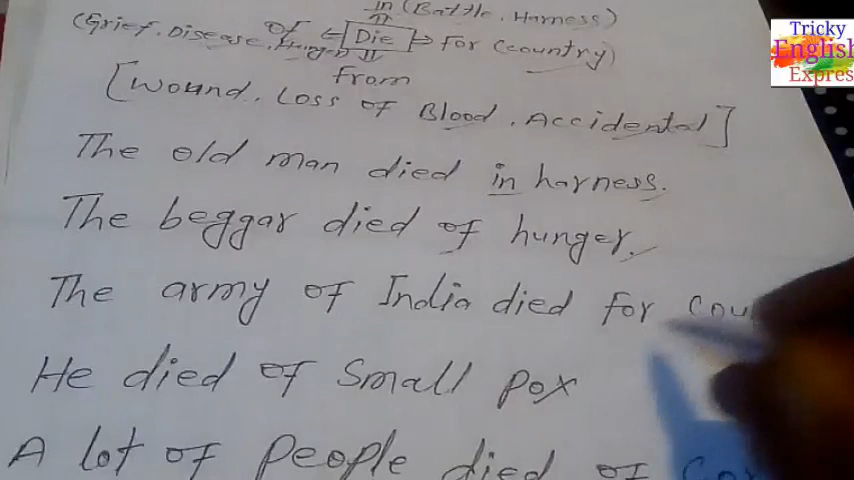 in (Battle. Harness)
(Grief. Disease. Hunger) Of Die For (country)
from
[Wound. Loss of Blood. Accidental]
The old man died in harness.
The beggar died of hunger.
The army of India died for
He died of Small pox
A lot of people died of
Tricky
English
Expres